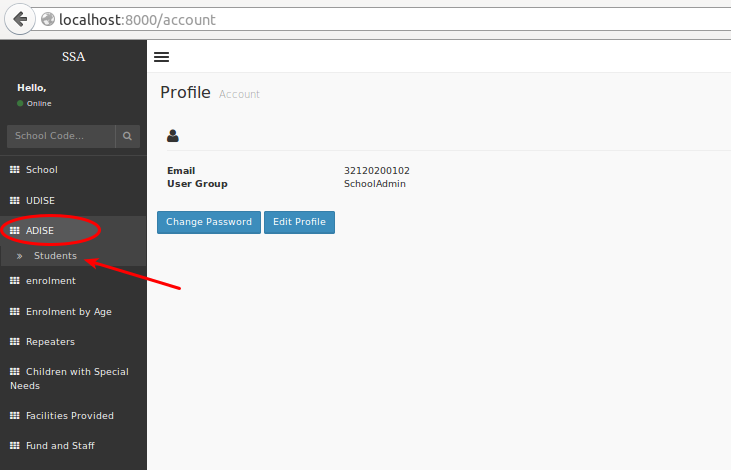 localhost:8000/account
SSA
Hello,
Online
School Code...
School
UDISE
ADISE
Students
enrolment
Enrolment by Age
Repeaters
Children with Special
Needs
Facilities Provided
Fund and Staff
Profile Account
Email 32120200102
User Group SchoolAdmin
Change Password Edit Profile